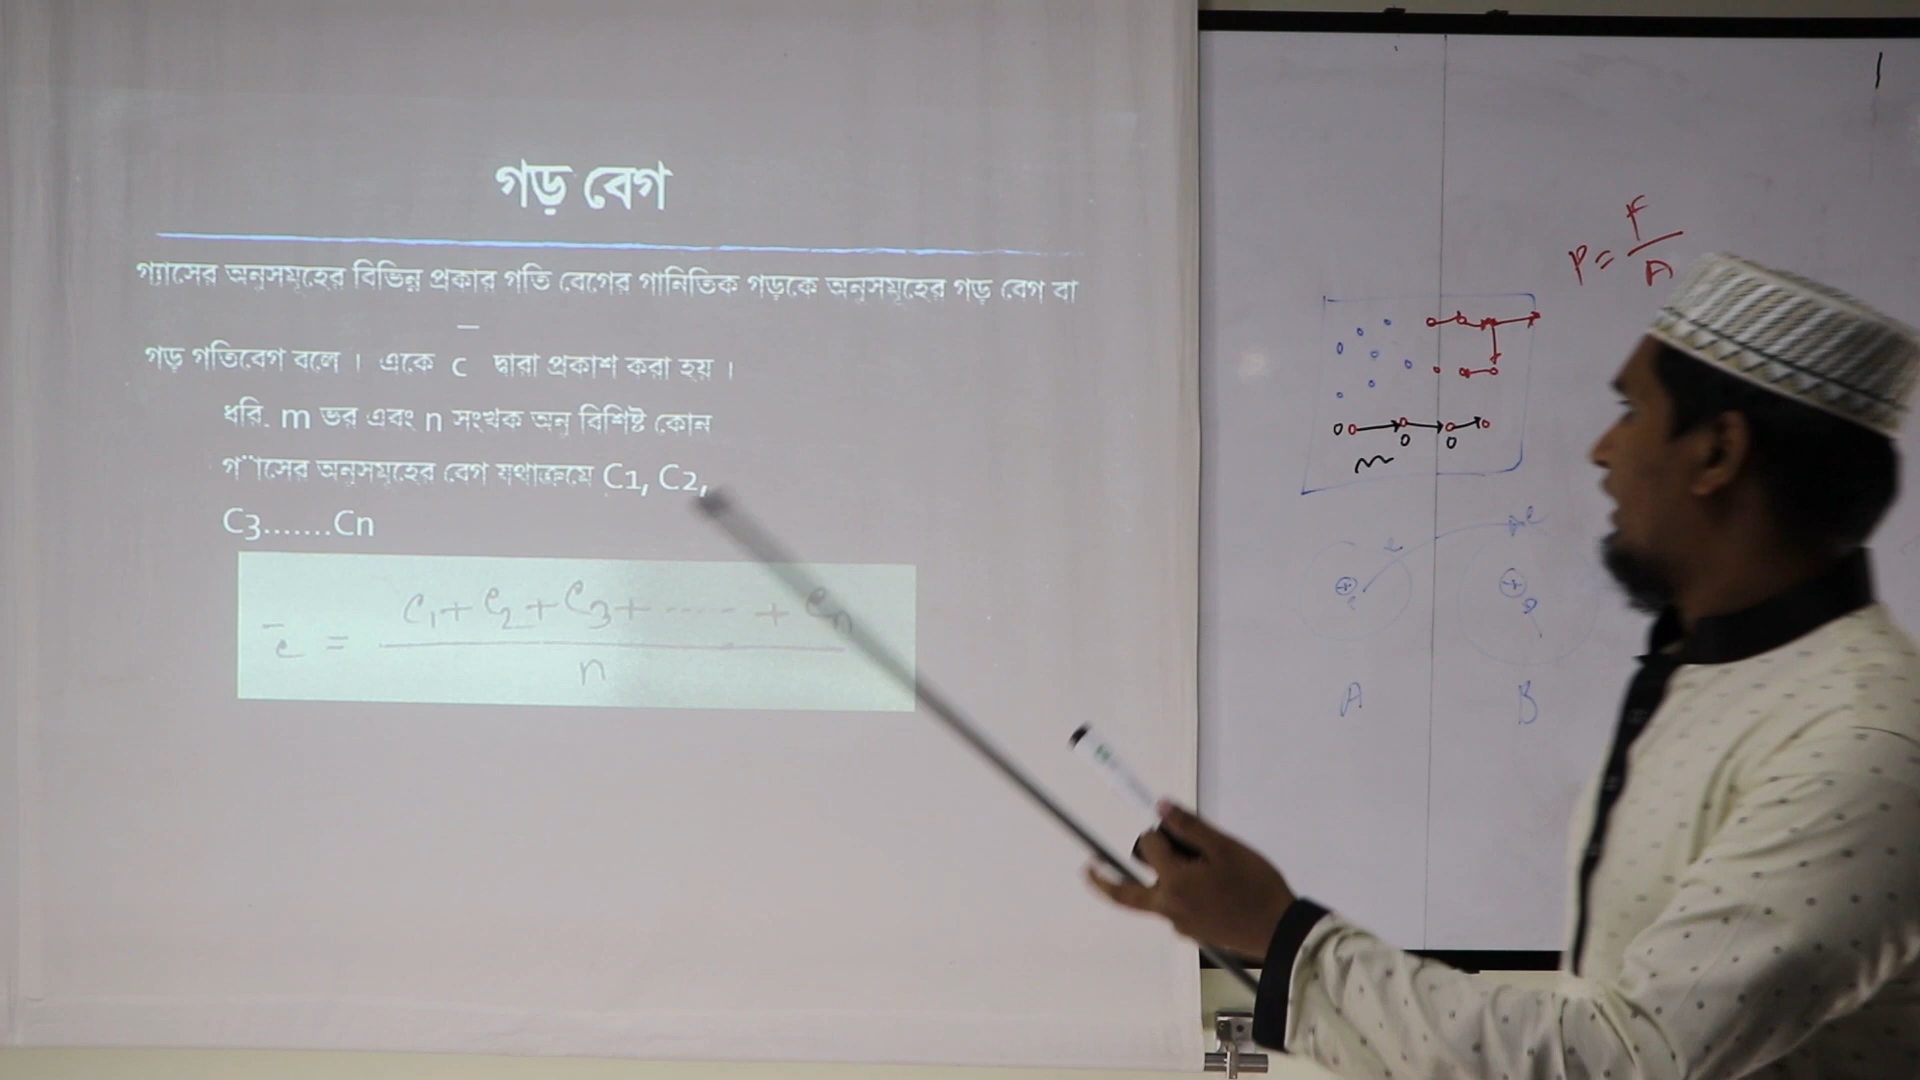 গড় বেগ
গ্যাসের অনুসমূহের বিভিন্ন প্রকার গতি বেগের গানিতিক গড়কে অনুসমূহের গড় বেগ বা
গড় গতিবেগ বলে । একে c̄ দ্বারা প্রকাশ করা হয় ।
ধরি. m ভর এবং n সংখক অনু বিশিষ্ট কোন
গ¨াসের অনুসমূহের বেগ যথাক্রমে C1, C2,
C3.......Cn
c̄ = (C₁ + C₂ + C₃ + ...... + Cₙ) / n
P = F / A
m
A B